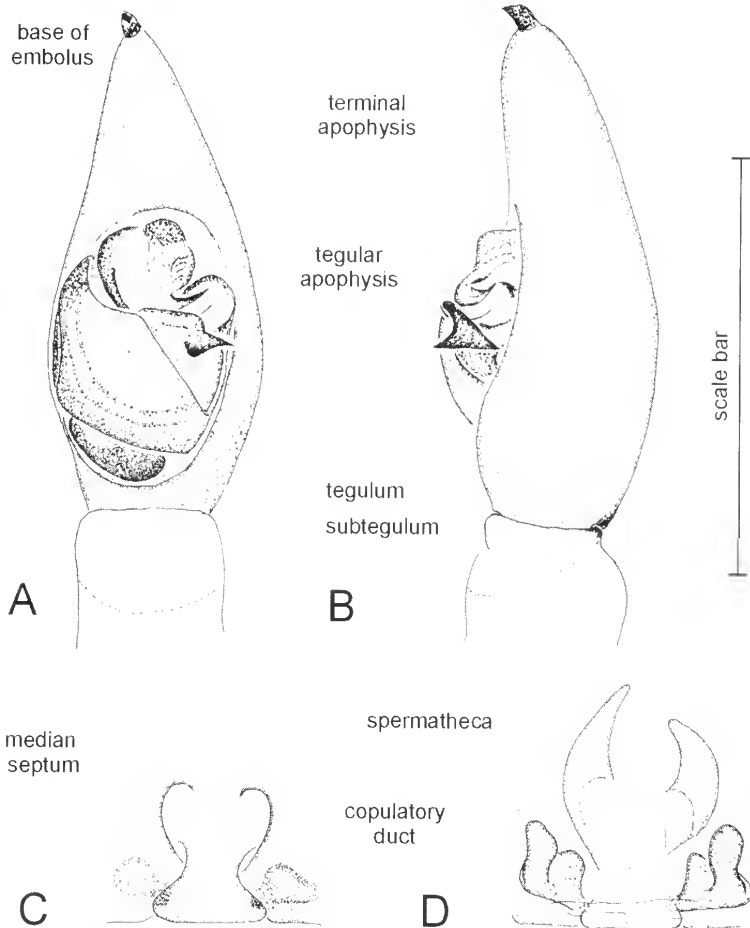 base of
embolus
terminal
apophysis
tegular
apophysis
scale bar
tegulum
subtegulum
A
B
median
septum
spermatheca
copulatory
duct
C
D